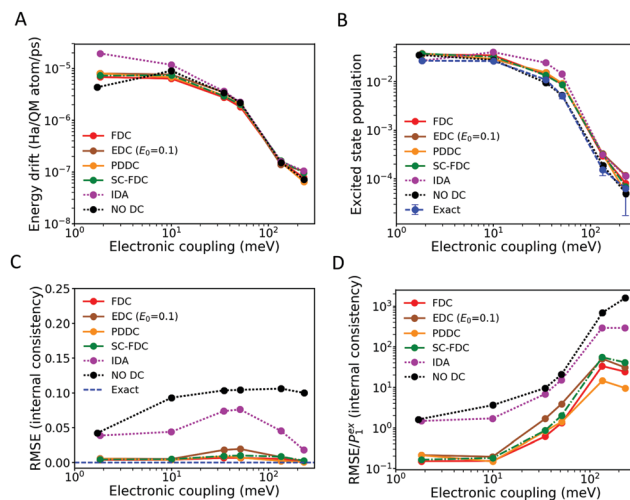 A
Energy drift (Ha/QM atom/ps)
10⁻⁵
10⁻⁶
10⁻⁷
10⁻⁸
FDC
EDC (E₀=0.1)
PDDC
SC-FDC
IDA
NO DC
10⁰
10¹
10²
Electronic coupling (meV)
B
Excited state population
10⁻²
10⁻³
10⁻⁴
FDC
EDC (E₀=0.1)
PDDC
SC-FDC
IDA
NO DC
Exact
10⁰
10¹
10²
Electronic coupling (meV)
C
RMSE (internal consistency)
0.25
0.20
0.15
0.10
0.05
0.00
FDC
EDC (E₀=0.1)
PDDC
SC-FDC
IDA
NO DC
Exact
10⁰
10¹
10²
Electronic coupling (meV)
D
RMSE/P₁ᵉˣ (internal consistency)
10³
10²
10¹
10⁰
10⁻¹
FDC
EDC (E₀=0.1)
PDDC
SC-FDC
IDA
NO DC
10⁰
10¹
10²
Electronic coupling (meV)